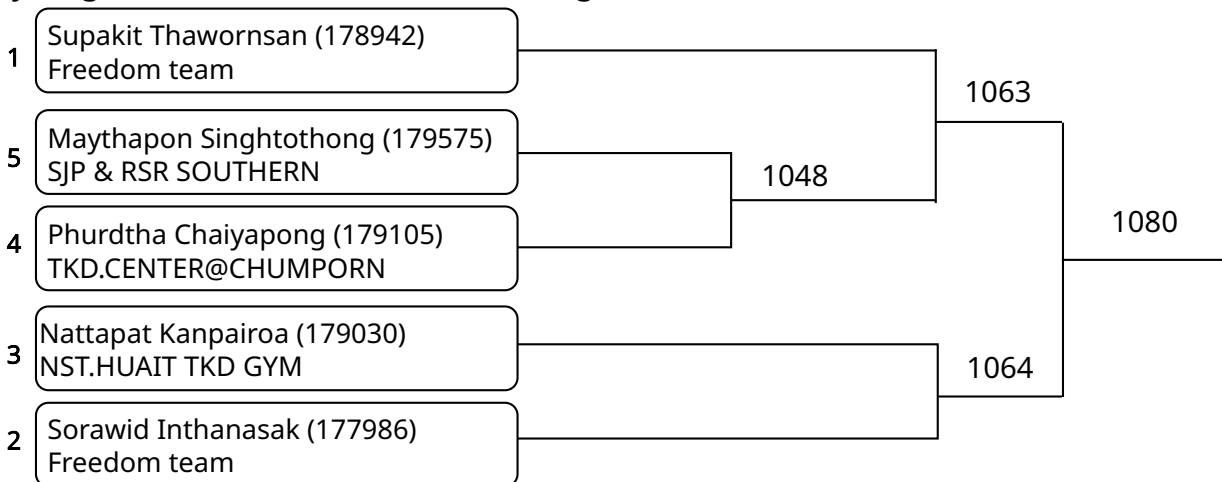 1
Supakit Thawornsan (178942)
Freedom team
1063
5
Maythapon Singhtothong (179575)
SJP & RSR SOUTHERN
1048
4
Phurdtha Chaiyapong (179105)
TKD.CENTER@CHUMPORN
1080
3
Nattapat Kanpairoa (179030)
NST.HUAIT TKD GYM
1064
2
Sorawid Inthanasak (177986)
Freedom team